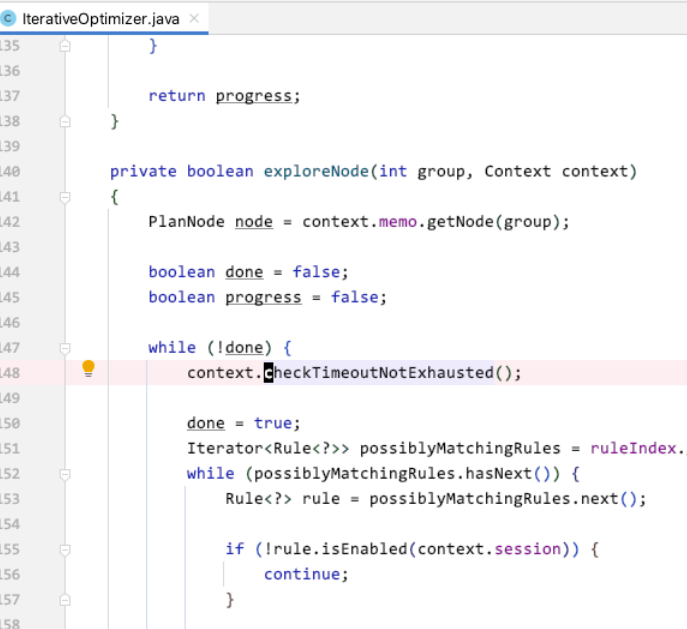 IterativeOptimizer.java
135 }
136
137 return progress;
138 }
139
140 private boolean exploreNode(int group, Context context)
141 {
142 PlanNode node = context.memo.getNode(group);
143
144 boolean done = false;
145 boolean progress = false;
146
147 while (!done) {
148 context.checkTimeoutNotExhausted();
149
150 done = true;
151 Iterator<Rule<?>> possiblyMatchingRules = ruleIndex.
152 while (possiblyMatchingRules.hasNext()) {
153 Rule<?> rule = possiblyMatchingRules.next();
154
155 if (!rule.isEnabled(context.session)) {
156 continue;
157 }
158